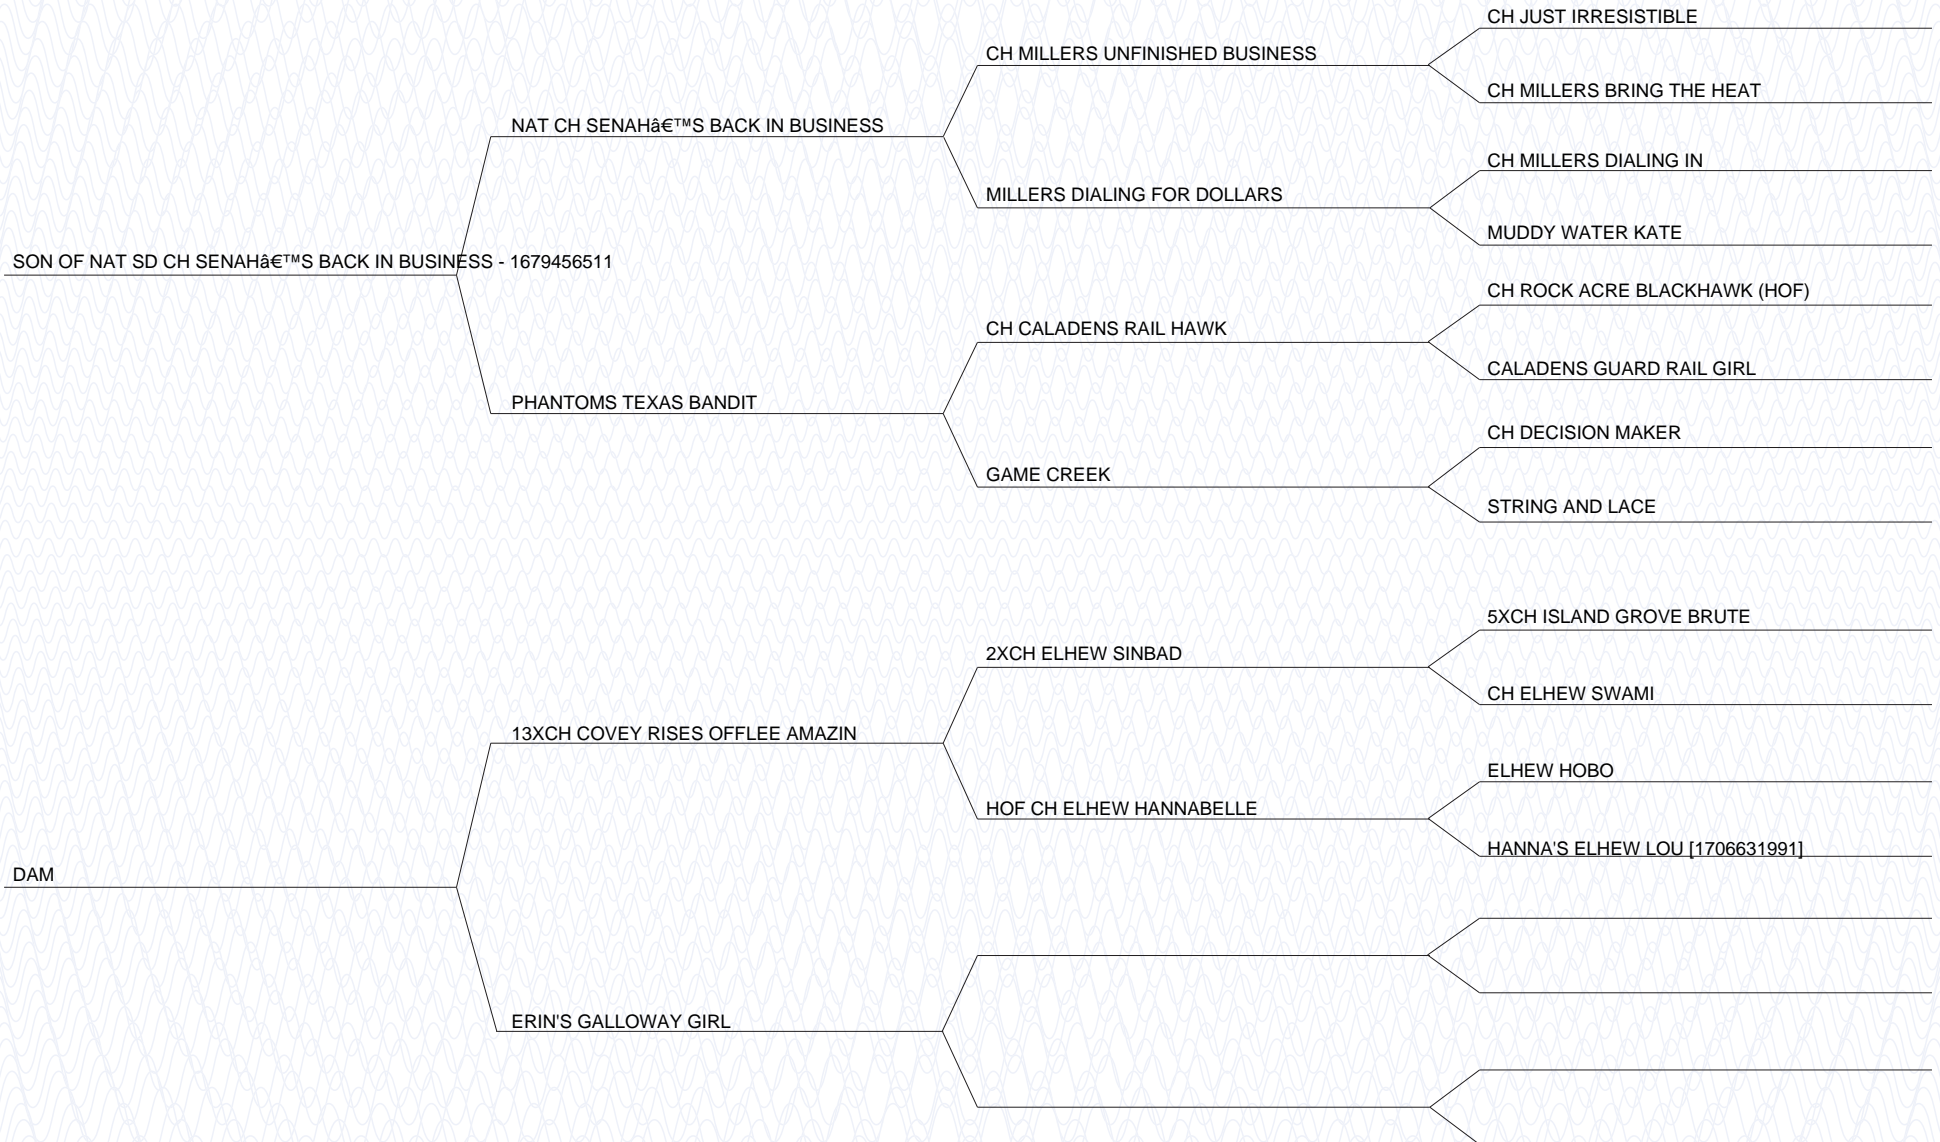 CH JUST IRRESISTIBLE
CH MILLERS UNFINISHED BUSINESS
CH MILLERS BRING THE HEAT
NAT CH SENAHâ€™S BACK IN BUSINESS
CH MILLERS DIALING IN
MILLERS DIALING FOR DOLLARS
MUDDY WATER KATE
SON OF NAT SD CH SENAHâ€™S BACK IN BUSINESS - 1679456511
CH ROCK ACRE BLACKHAWK (HOF)
CH CALADENS RAIL HAWK
CALADENS GUARD RAIL GIRL
PHANTOMS TEXAS BANDIT
CH DECISION MAKER
GAME CREEK
STRING AND LACE
5XCH ISLAND GROVE BRUTE
2XCH ELHEW SINBAD
CH ELHEW SWAMI
13XCH COVEY RISES OFFLEE AMAZIN
ELHEW HOBO
HOF CH ELHEW HANNABELLE
HANNA'S ELHEW LOU [1706631991]
DAM
ERIN'S GALLOWAY GIRL